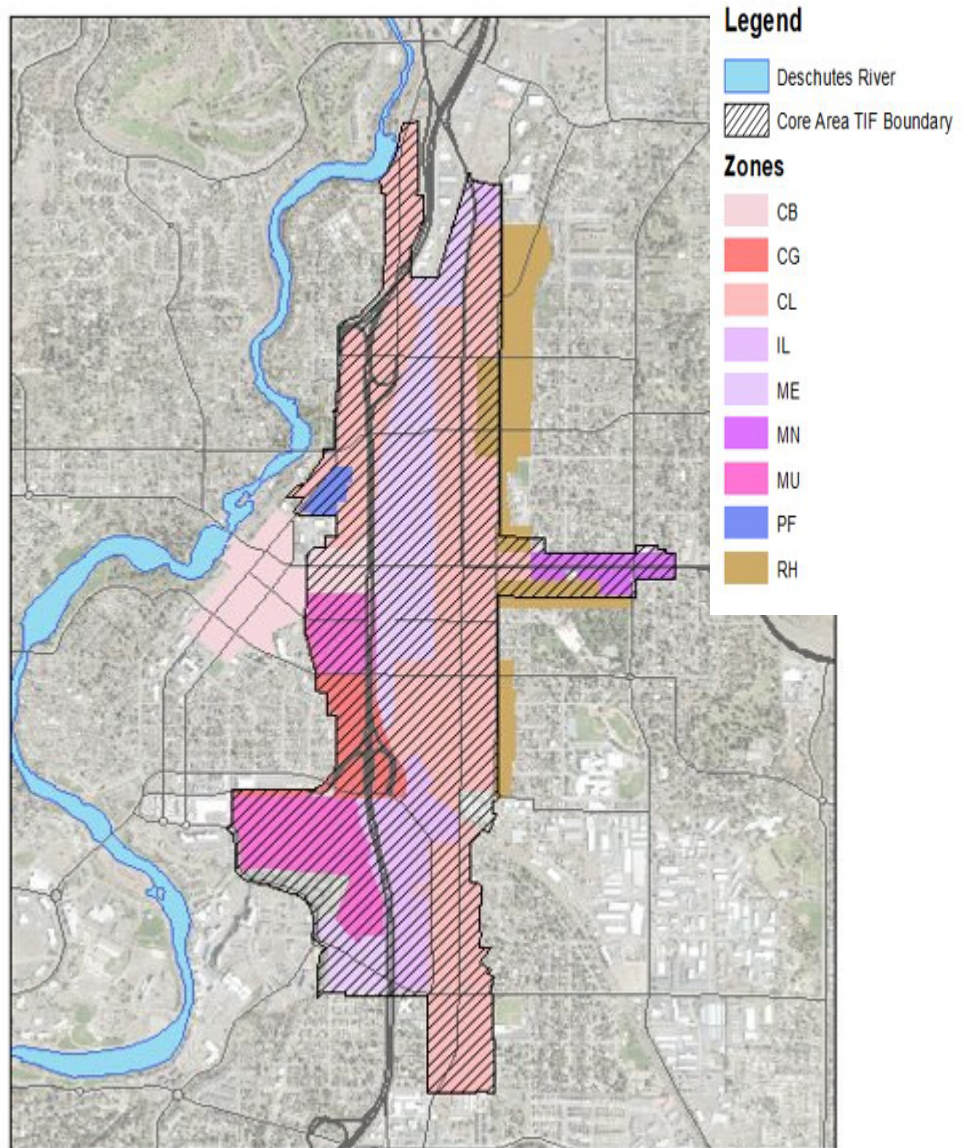 Legend
Deschutes River
Core Area TIF Boundary
Zones
CB
CG
CL
IL
ME
MN
MU
PF
RH